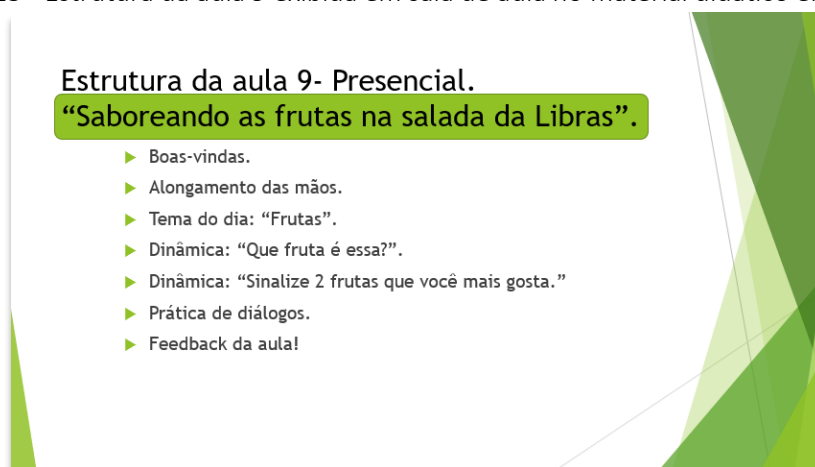 Estrutura da aula 9- Presencial.
“Saboreando as frutas na salada da Libras”.
Boas-vindas.
Alongamento das mãos.
Tema do dia: “Frutas”.
Dinâmica: “Que fruta é essa?”.
Dinâmica: “Sinalize 2 frutas que você mais gosta.”
Prática de diálogos.
Feedback da aula!